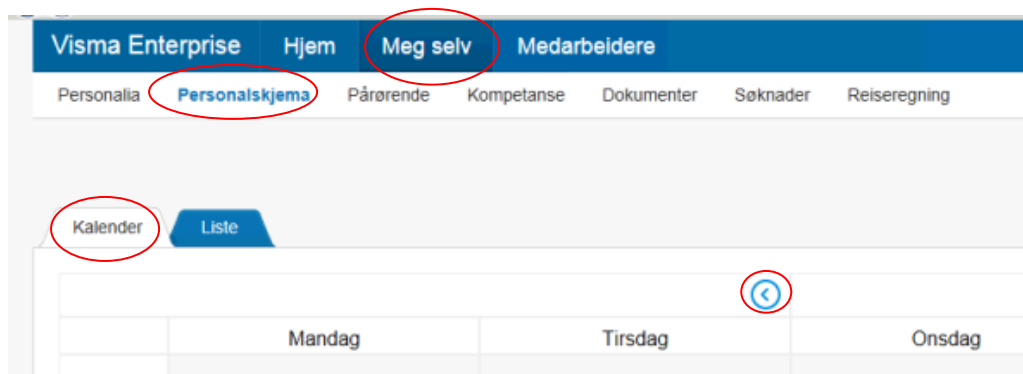 Visma Enterprise Hjem Meg selv Medarbeidere
Personalia Personalskjema Pårørende Kompetanse Dokumenter Søknader Reiseregning
Kalender Liste
Mandag Tirsdag Onsdag